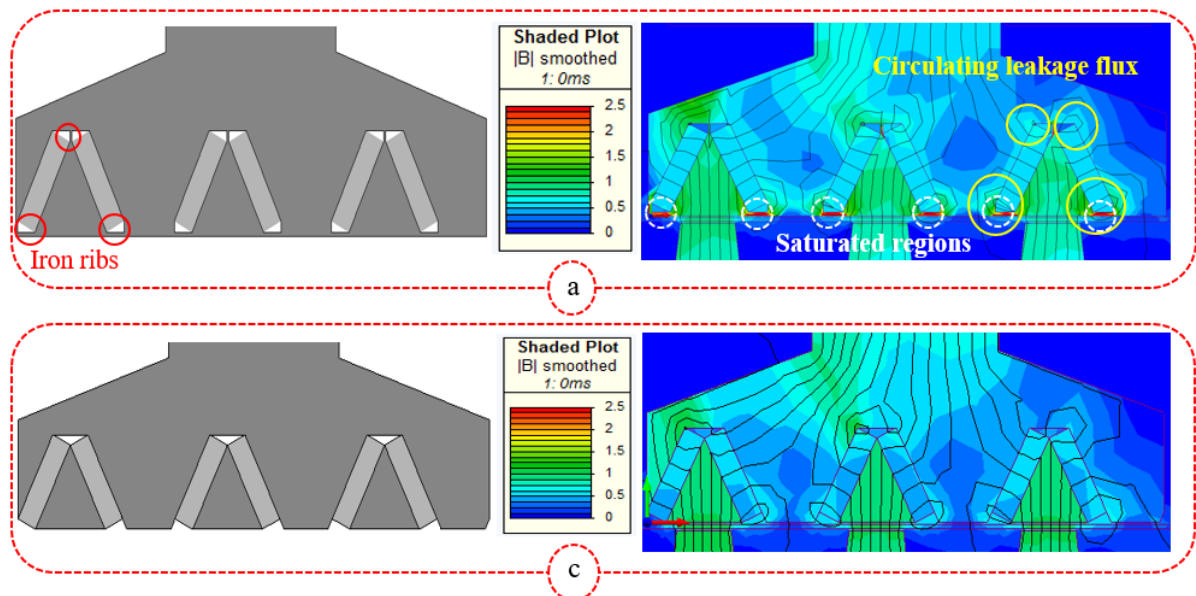 Shaded Plot
|B| smoothed
1: 0ms
2.5
2
1.5
1
0.5
0
Circulating leakage flux
Saturated regions
Iron ribs
a
Shaded Plot
|B| smoothed
1: 0ms
2.5
2
1.5
1
0.5
0
c